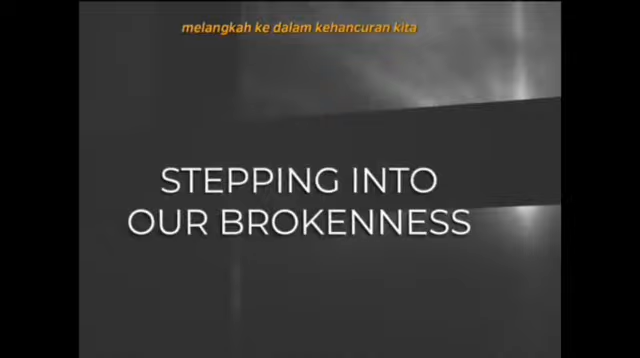 melangkah ke dalam kehancuran kita
STEPPING INTO
OUR BROKENNESS